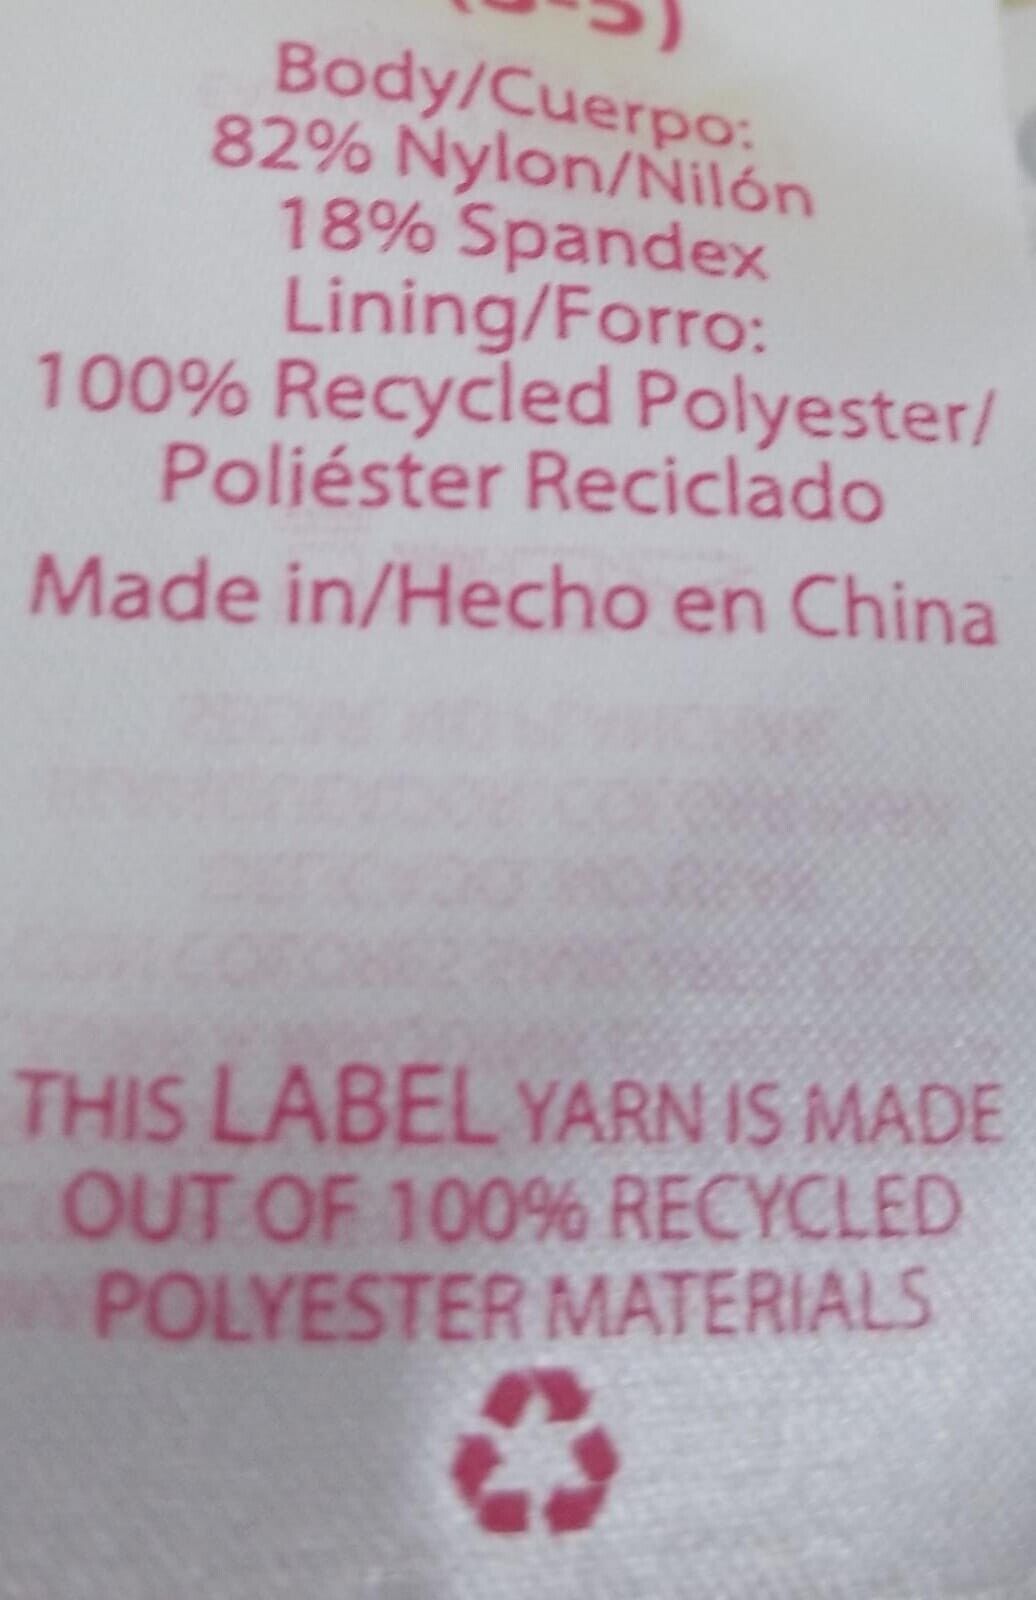 Body/Cuerpo:
82% Nylon/Nilón
18% Spandex
Lining/Forro:
100% Recycled Polyester/
Poliéster Reciclado
Made in/Hecho en China
THIS LABEL YARN IS MADE
OUT OF 100% RECYCLED
POLYESTER MATERIALS